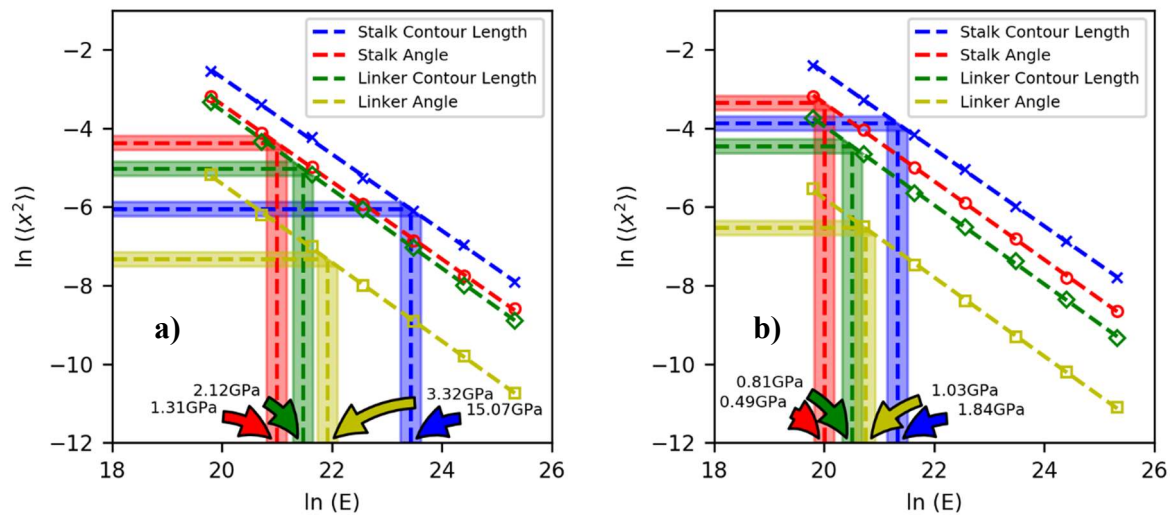 Stalk Contour Length
Stalk Angle
Linker Contour Length
Linker Angle
−2
−4
−6
−8
−10
−12
ln (⟨x²⟩)
a)
2.12GPa
1.31GPa
3.32GPa
15.07GPa
18 20 22 24 26
ln (E)
Stalk Contour Length
Stalk Angle
Linker Contour Length
Linker Angle
−2
−4
−6
−8
−10
−12
ln (⟨x²⟩)
b)
0.81GPa
0.49GPa
1.03GPa
1.84GPa
18 20 22 24 26
ln (E)